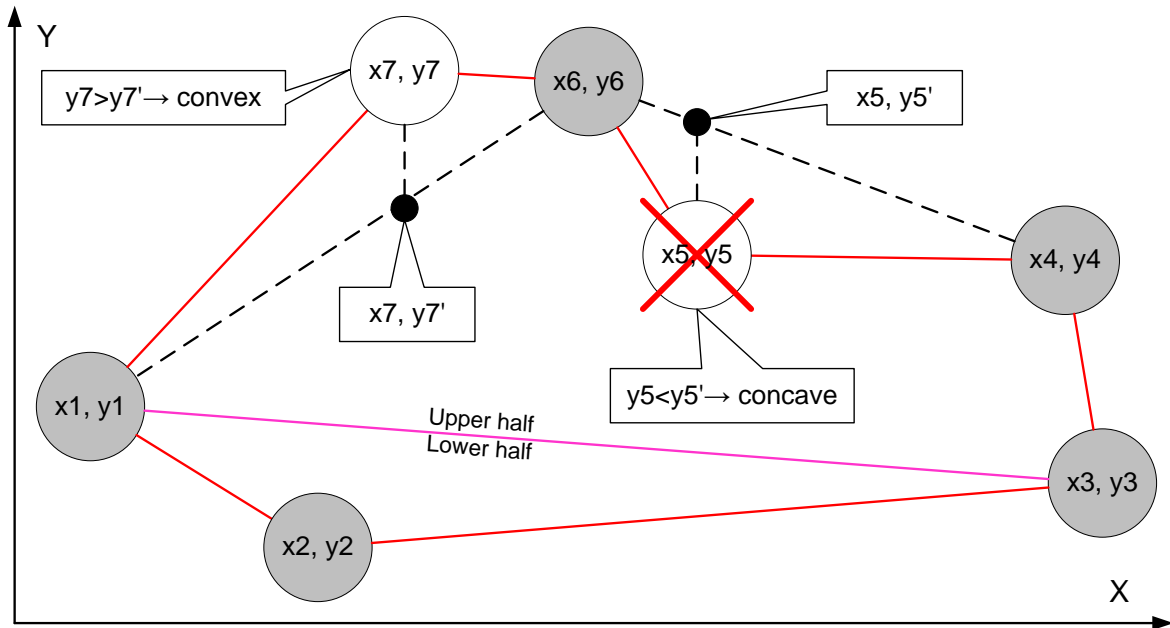 Y
x7, y7
y7>y7'→ convex
x6, y6
x5, y5'
x5, y5
x4, y4
x7, y7'
y5<y5'→ concave
x1, y1
Upper half
Lower half
x3, y3
x2, y2
X